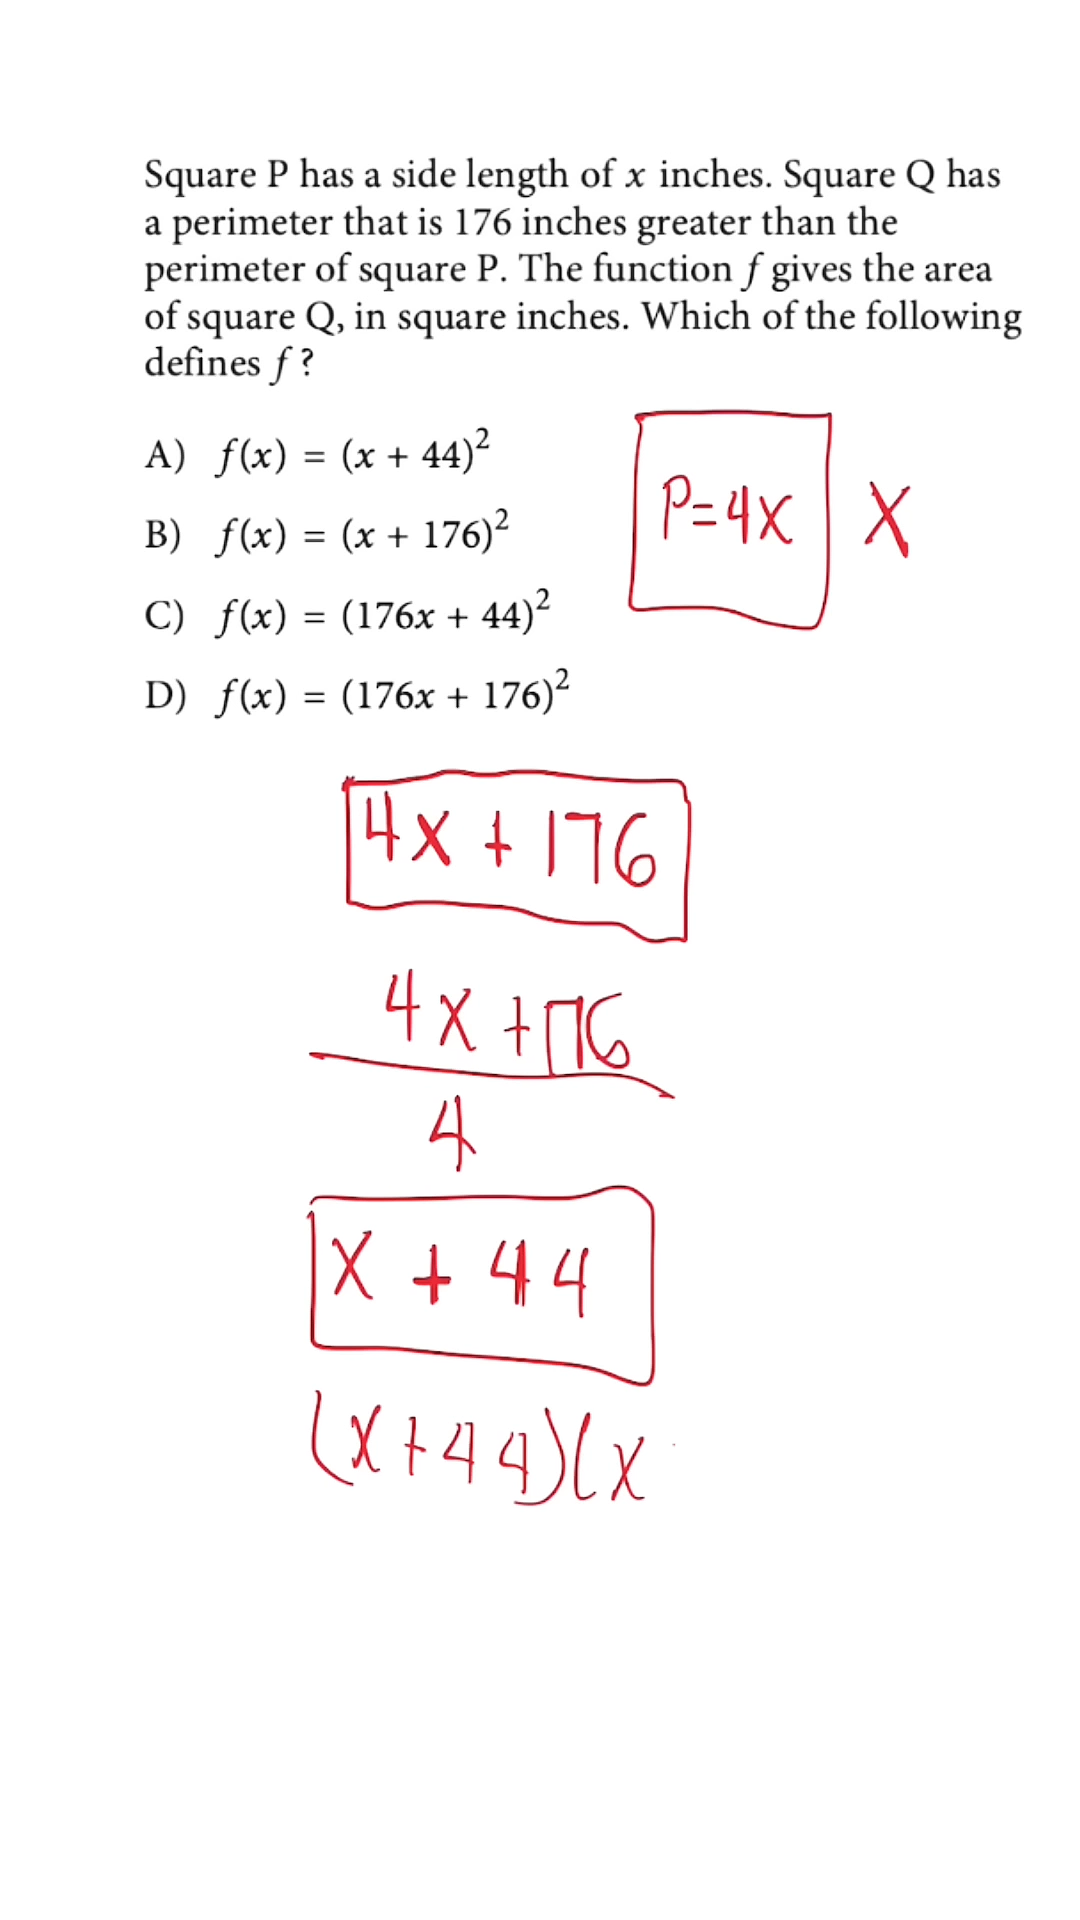 Square P has a side length of x inches. Square Q has
a perimeter that is 176 inches greater than the
perimeter of square P. The function f gives the area
of square Q, in square inches. Which of the following
defines f ?
A) f(x) = (x + 44)²
B) f(x) = (x + 176)²
C) f(x) = (176x + 44)²
D) f(x) = (176x + 176)²
P=4X X
4X + 176
4X +176
4
X + 44
(X+44)(X